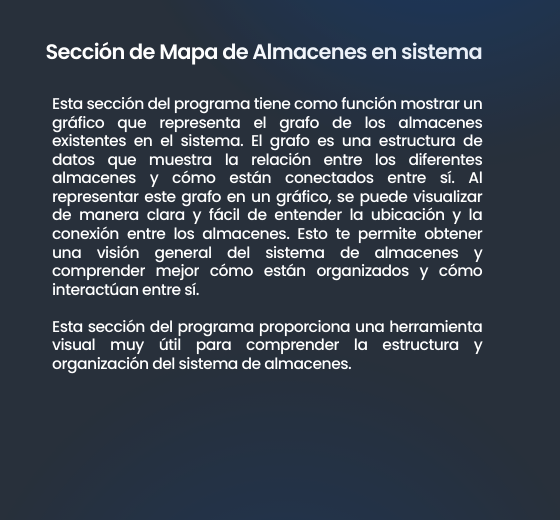 Sección de Mapa de Almacenes en sistema
Esta sección del programa tiene como función mostrar un
gráfico que representa el grafo de los almacenes
existentes en el sistema. El grafo es una estructura de
datos que muestra la relación entre los diferentes
almacenes y cómo están conectados entre sí. Al
representar este grafo en un gráfico, se puede visualizar
de manera clara y fácil de entender la ubicación y la
conexión entre los almacenes. Esto te permite obtener
una visión general del sistema de almacenes y
comprender mejor cómo están organizados y cómo
interactúan entre sí.
Esta sección del programa proporciona una herramienta
visual muy útil para comprender la estructura y
organización del sistema de almacenes.